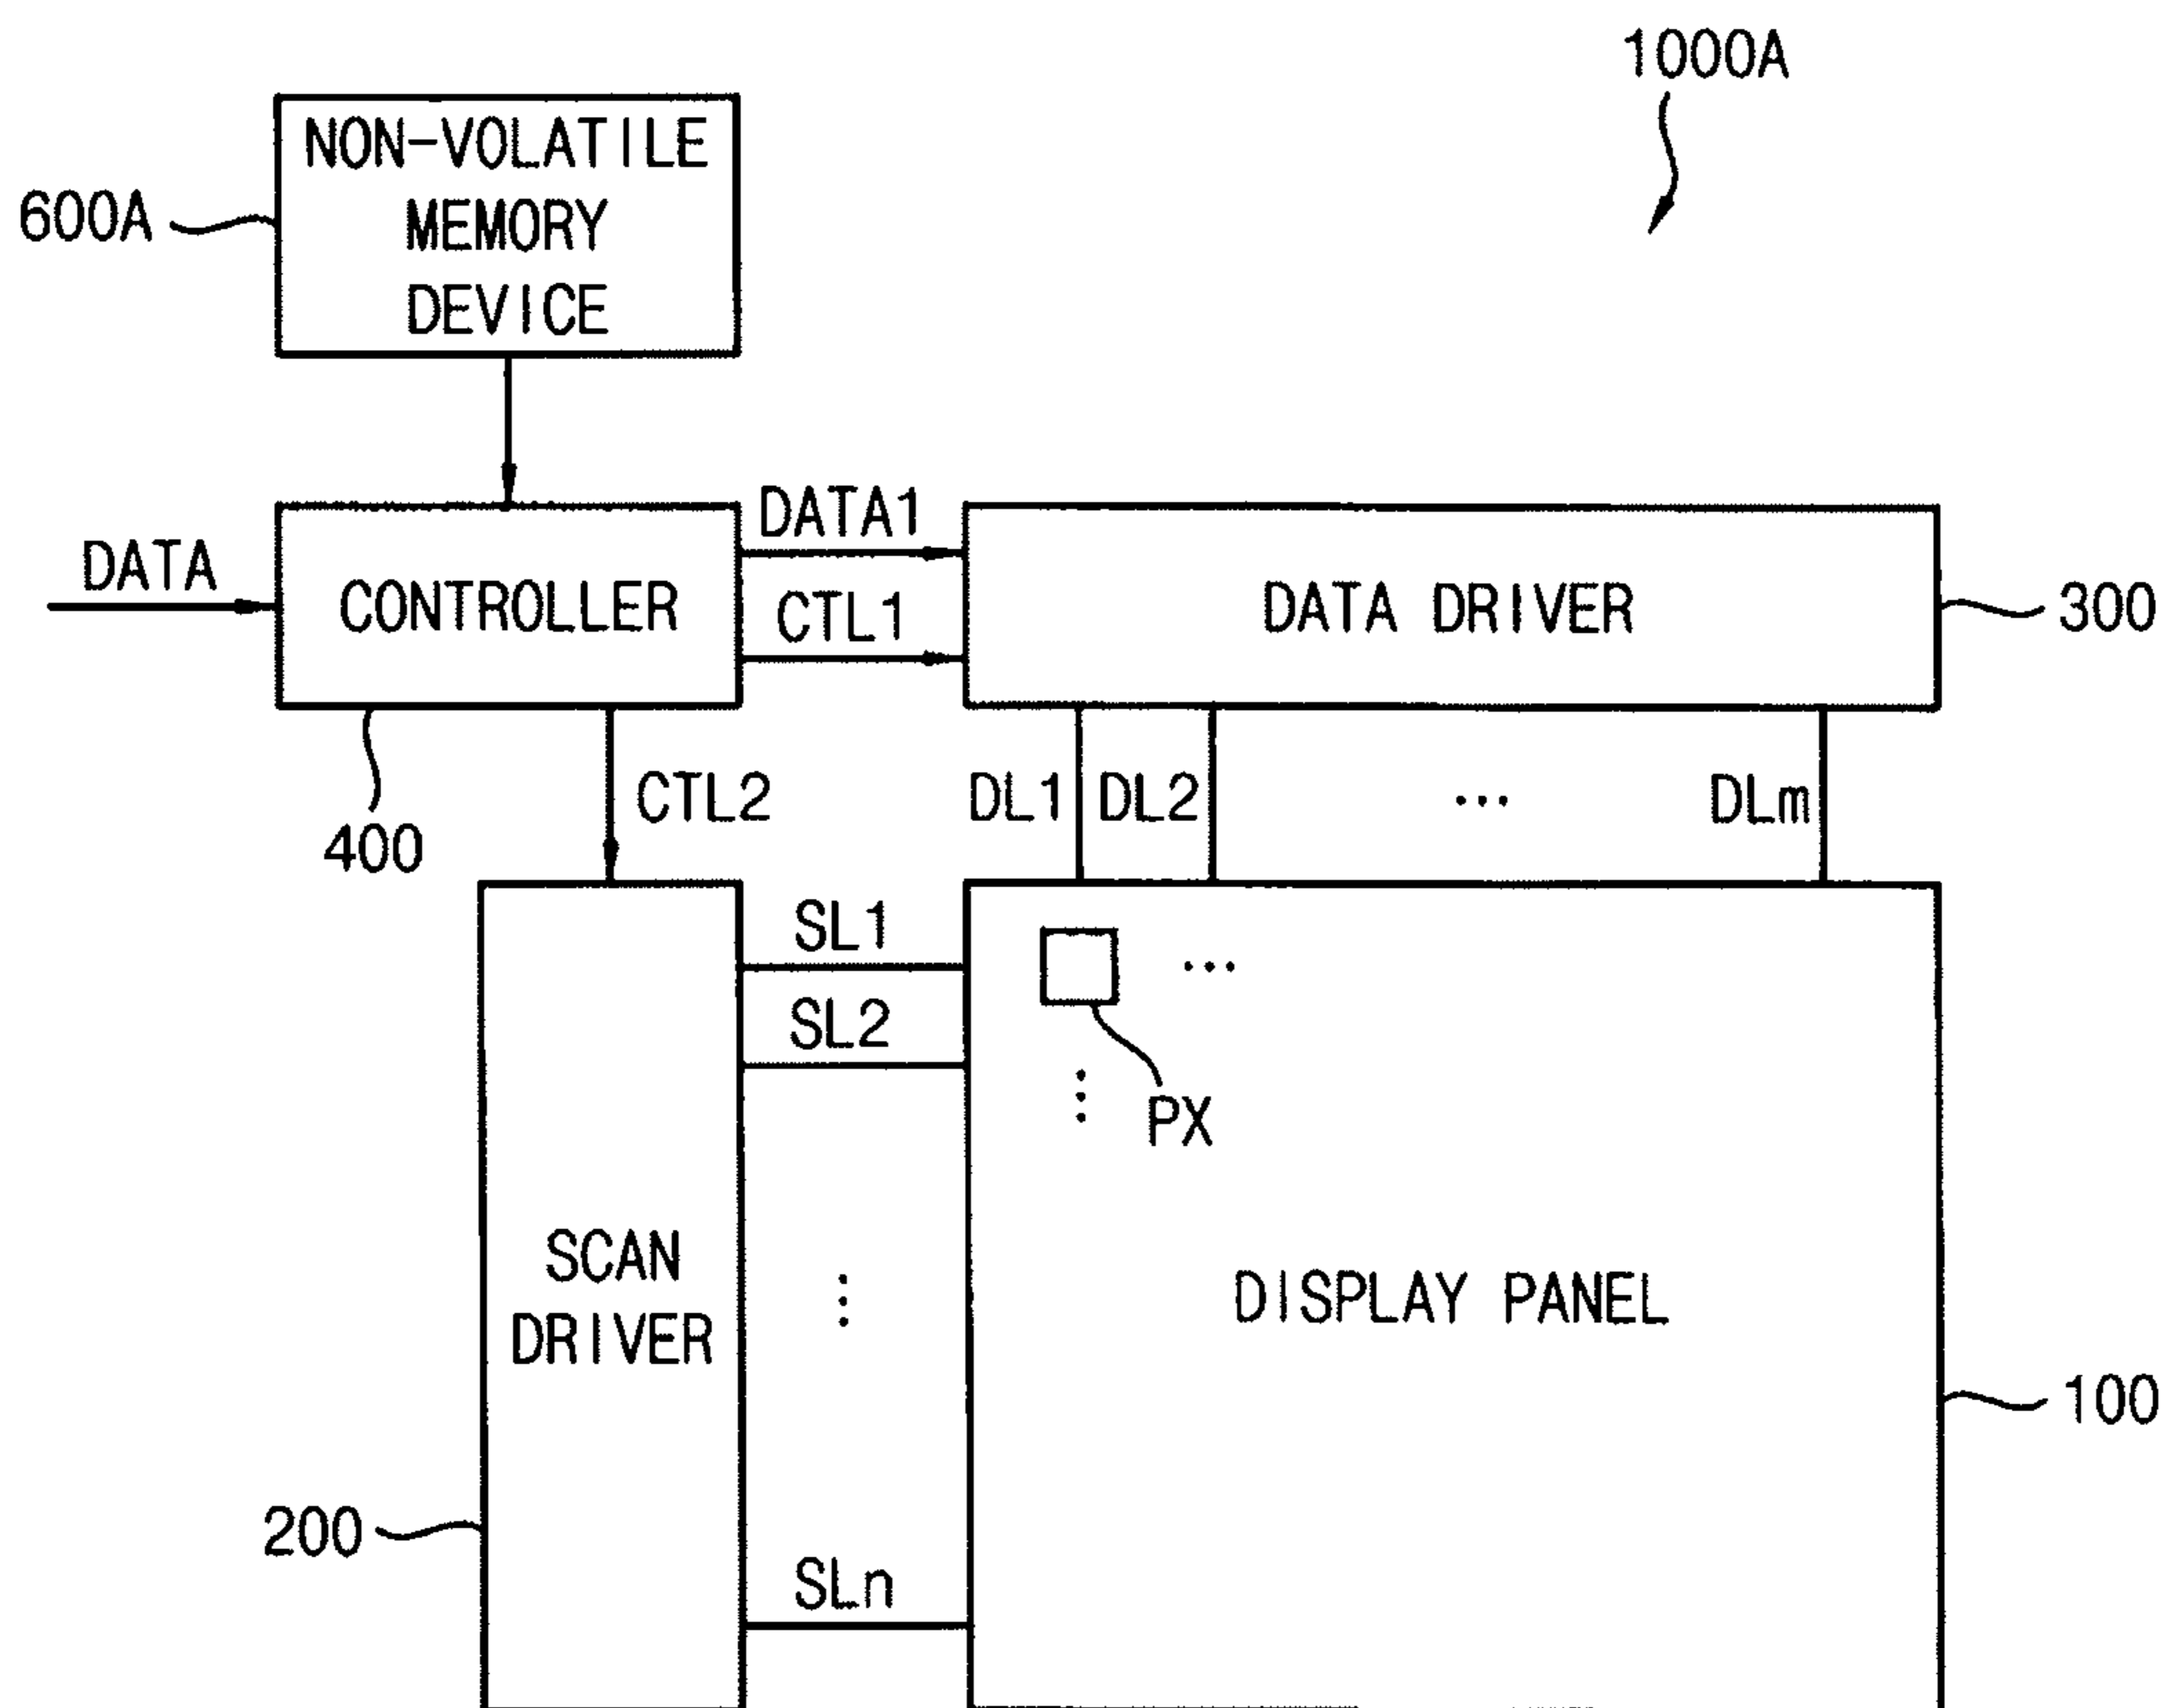 1000A
NON-VOLATILE
MEMORY
DEVICE
600A
DATA
CONTROLLER
DATA1
CTL1
DATA DRIVER
300
400
CTL2
DL1
DL2
...
DLm
SL1
SL2
SLn
PX
...
SCAN
DRIVER
DISPLAY PANEL
100
200